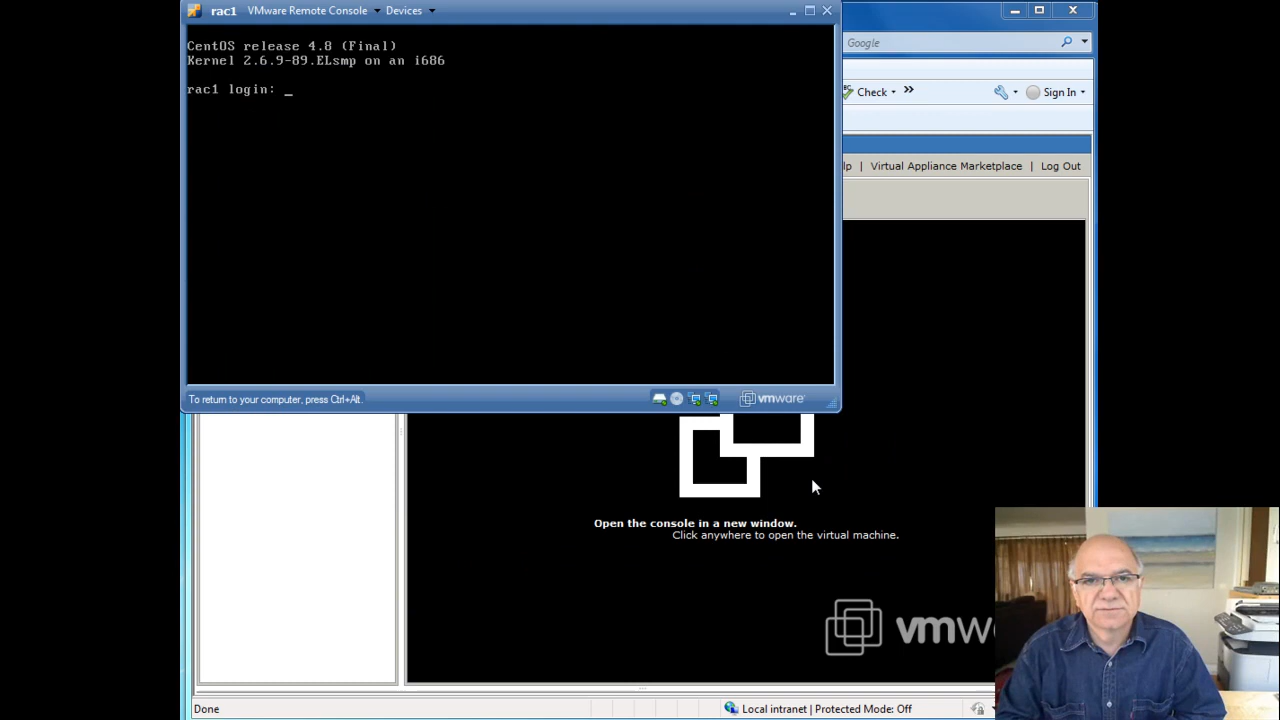 rac1 VMware Remote Console Devices
CentOS release 4.8 (Final)
Kernel 2.6.9-89.ELsmp on an i686
rac1 login: _
To return to your computer, press Ctrl+Alt.
vmware
Google
Check
Sign In
lp | Virtual Appliance Marketplace | Log Out
Open the console in a new window.
Click anywhere to open the virtual machine.
vmw
Done
Local intranet | Protected Mode: Off